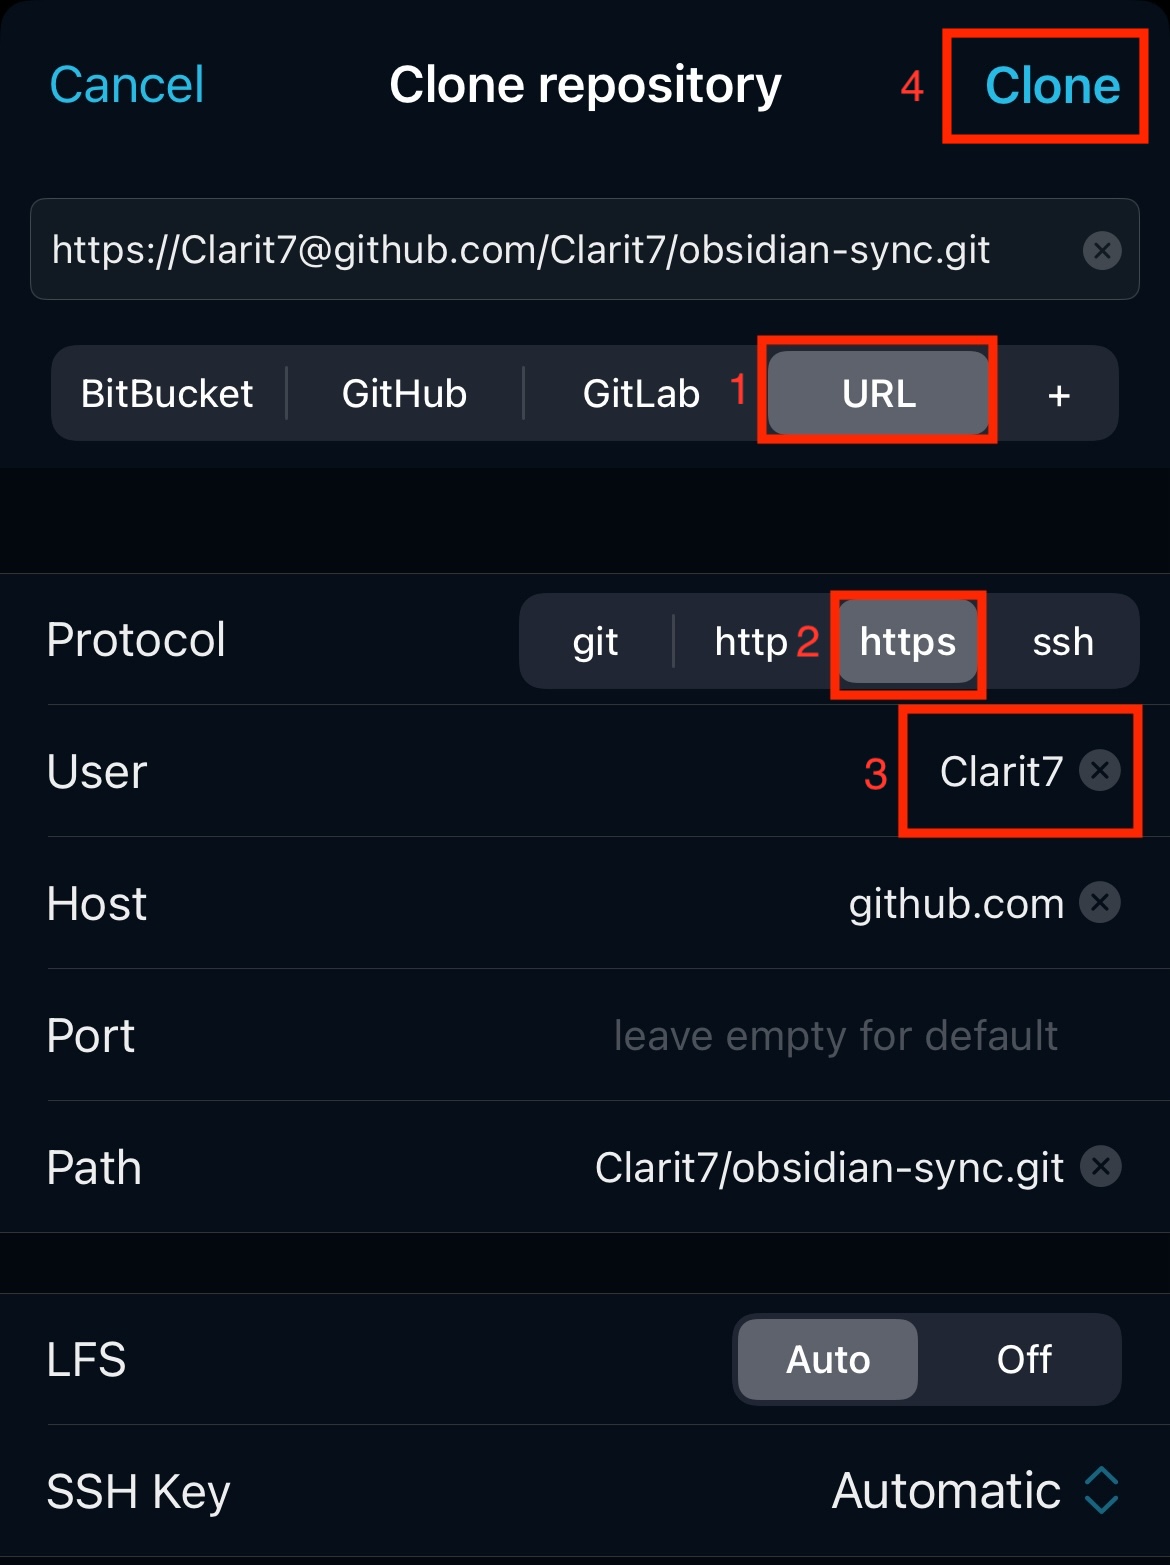 Cancel Clone repository 4 Clone
https://Clarit7@github.com/Clarit7/obsidian-sync.git
BitBucket GitHub GitLab 1 URL +
Protocol git http 2 https ssh
User 3 Clarit7
Host github.com
Port leave empty for default
Path Clarit7/obsidian-sync.git
LFS Auto Off
SSH Key Automatic